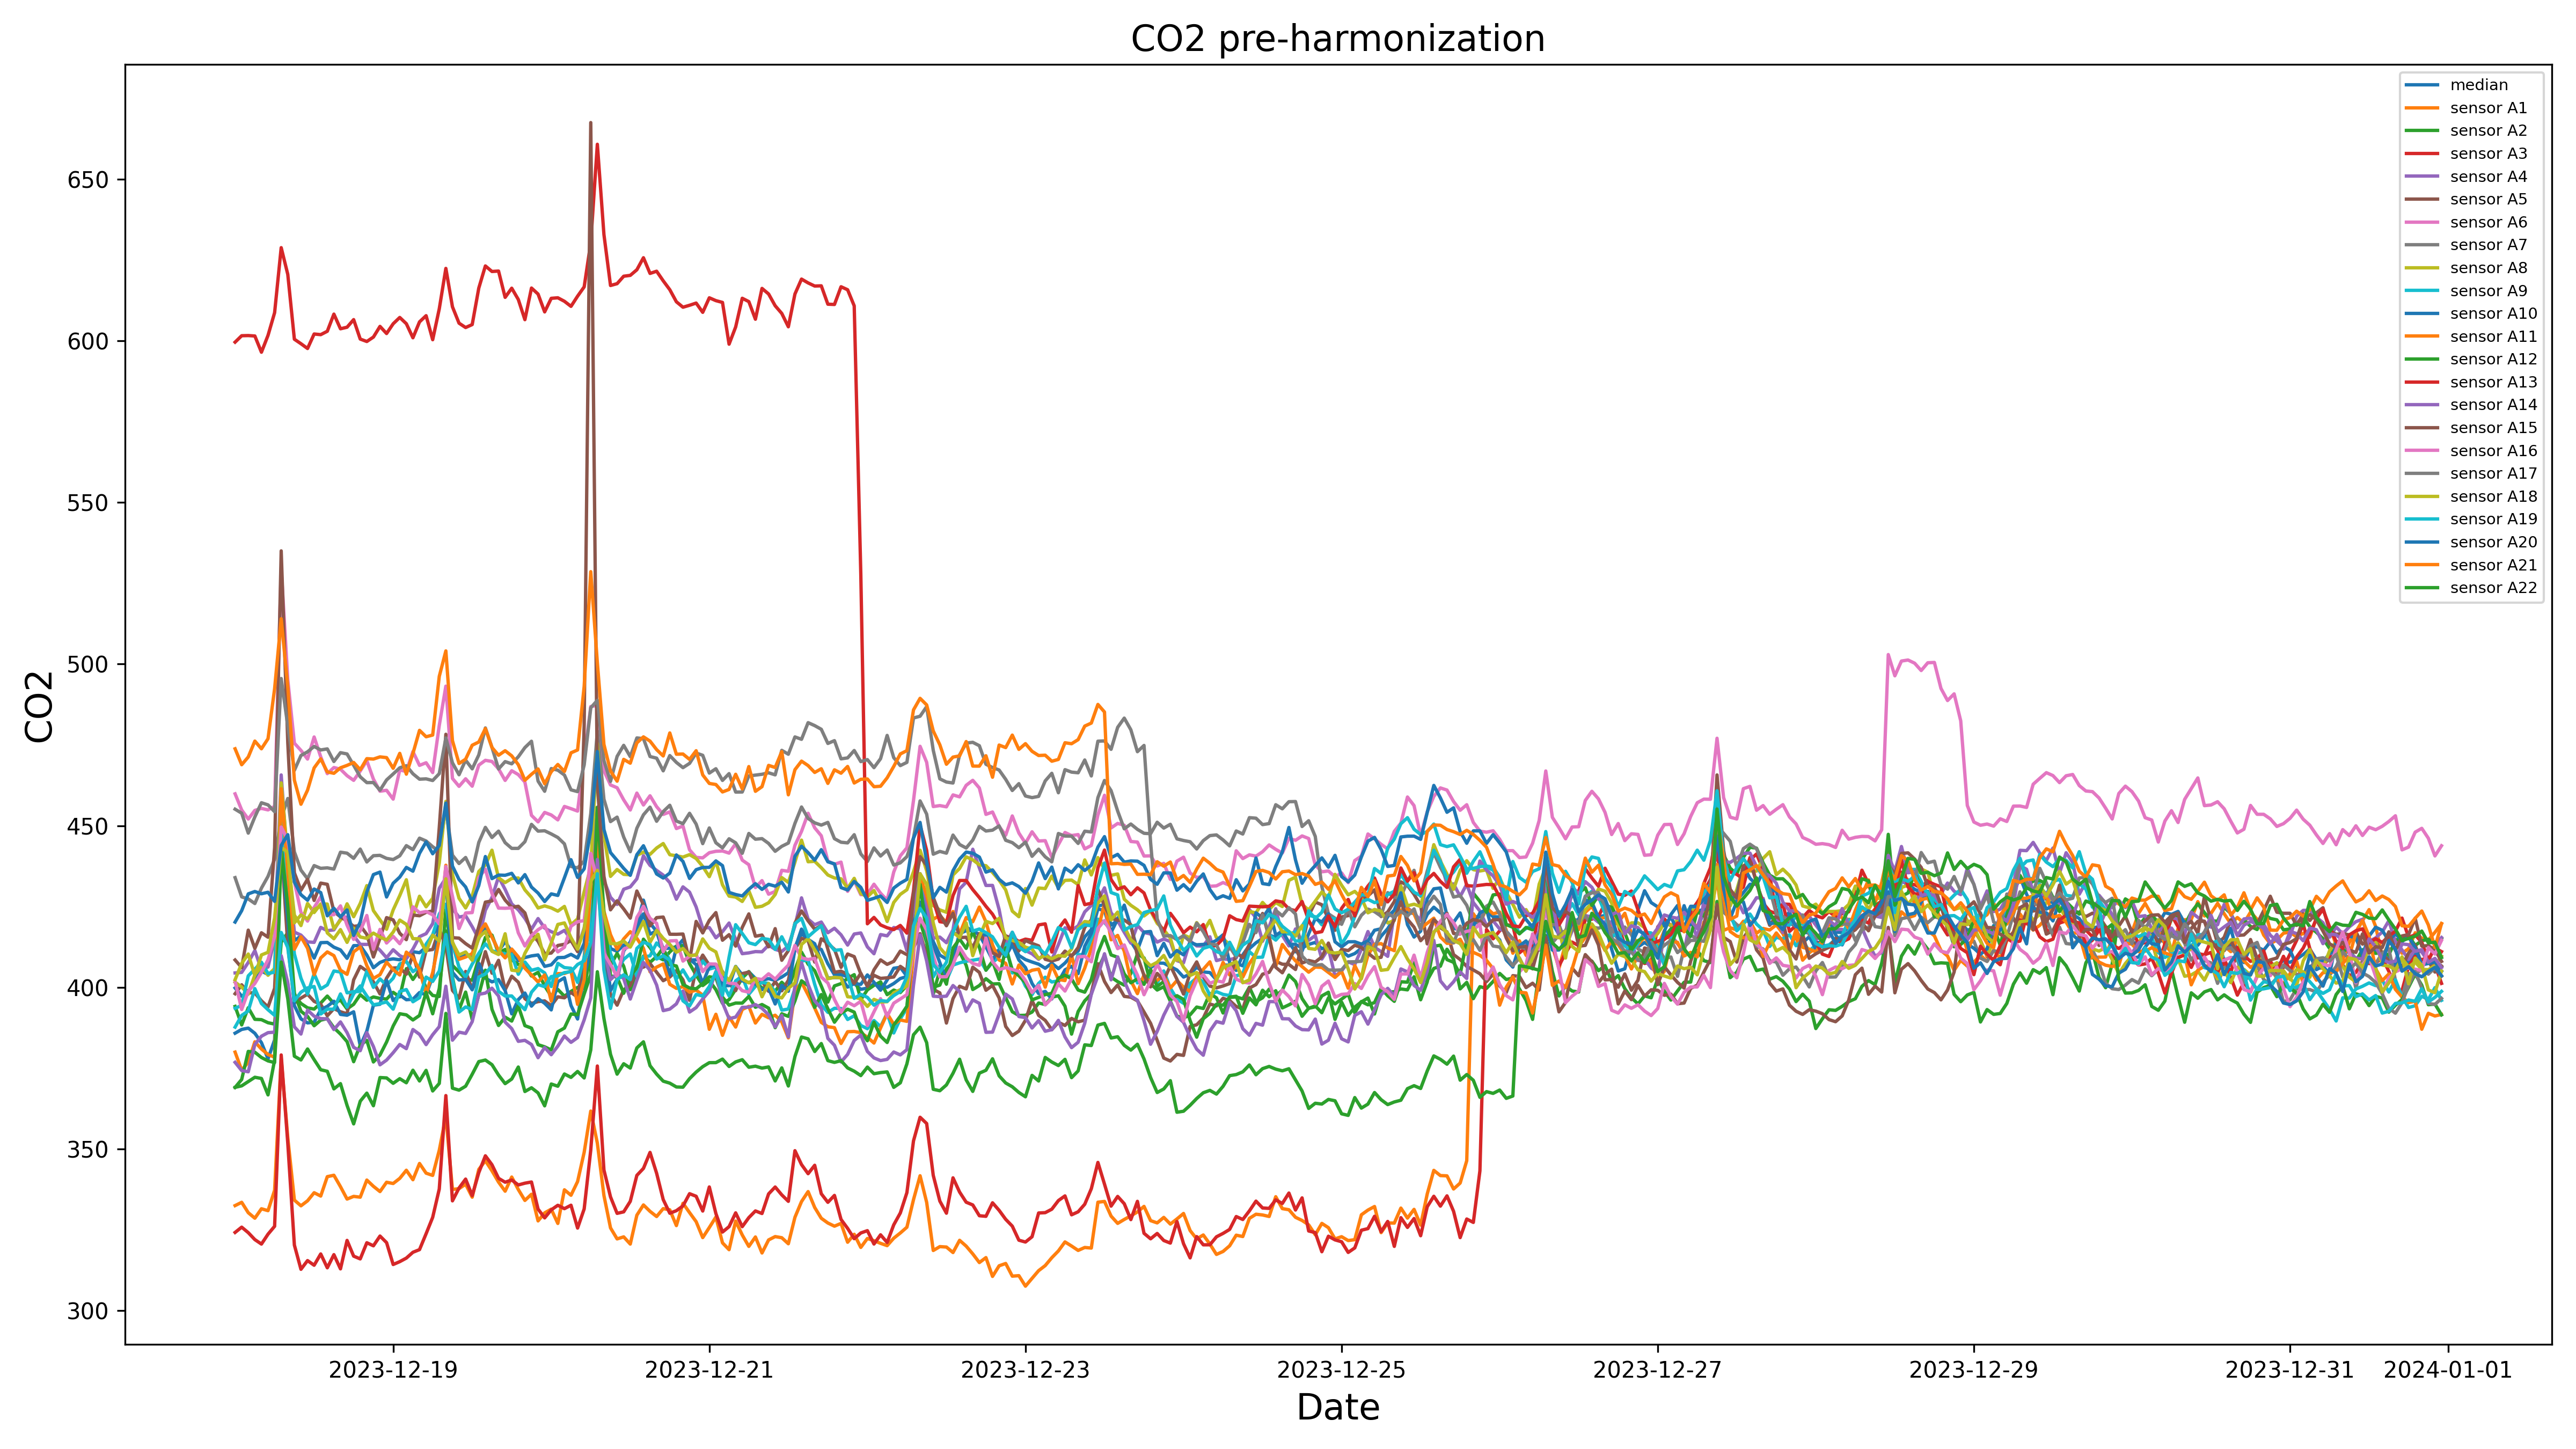 CO2 pre-harmonization
median
sensor A1
sensor A2
sensor A3
sensor A4
sensor A5
sensor A6
sensor A7
sensor A8
sensor A9
sensor A10
sensor A11
sensor A12
sensor A13
sensor A14
sensor A15
sensor A16
sensor A17
sensor A18
sensor A19
sensor A20
sensor A21
sensor A22
CO2
650
600
550
500
450
400
350
300
2023-12-19 2023-12-21 2023-12-23 2023-12-25 2023-12-27 2023-12-29 2023-12-31 2024-01-01
Date